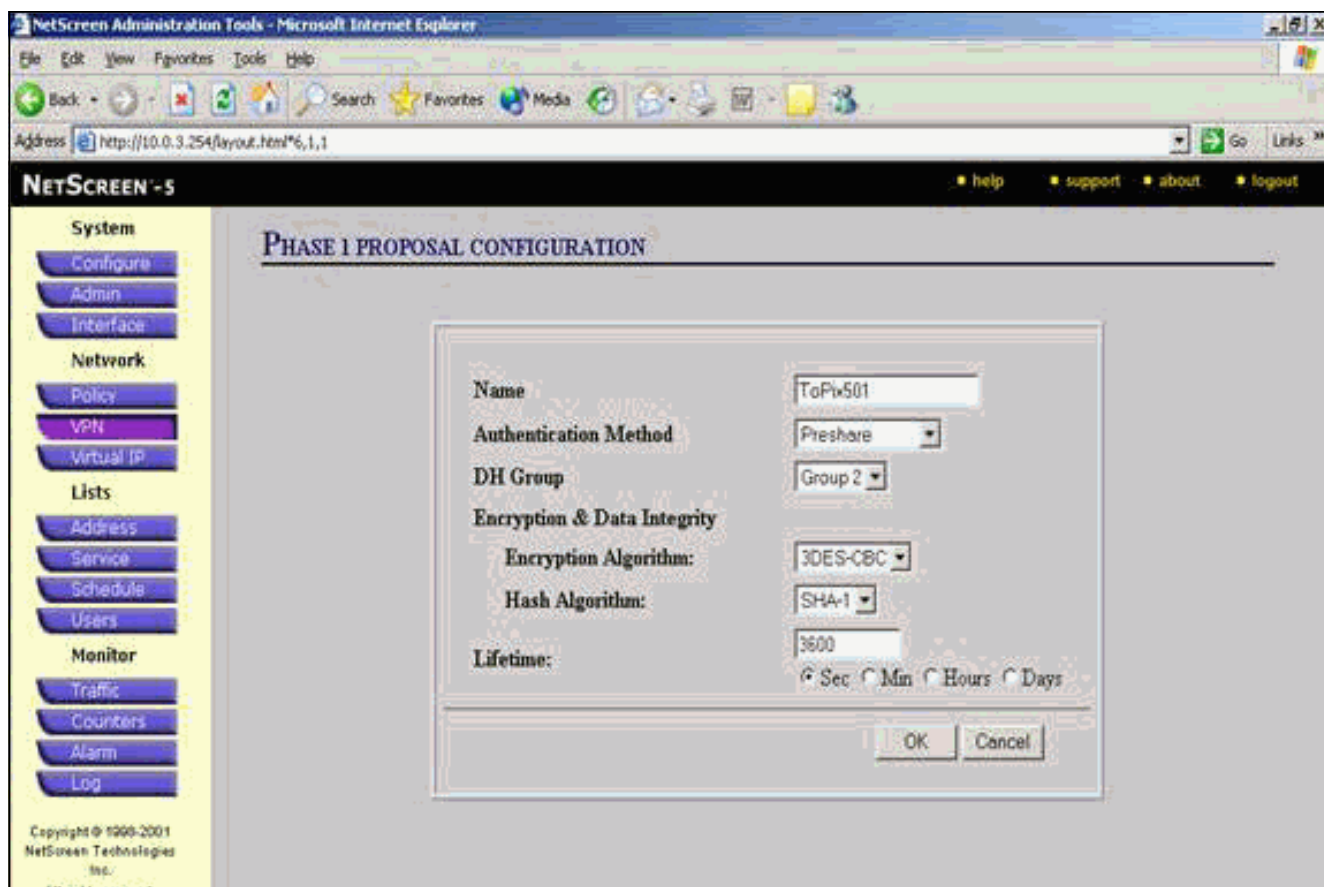 NetScreen Administration Tools - Microsoft Internet Explorer
File Edit View Favorites Tools Help
Back Search Favorites Media
Address http://10.0.3.254/layout.html*6,1,1 Go Links »
NETSCREEN-5 help support about logout
System
Configure
Admin
Interface
Network
Policy
VPN
Virtual IP
Lists
Address
Service
Schedule
Users
Monitor
Traffic
Counters
Alarm
Log
Copyright © 1998-2001
NetScreen Technologies
Inc.
PHASE 1 PROPOSAL CONFIGURATION
Name ToPix501
Authentication Method Preshare
DH Group Group 2
Encryption & Data Integrity
Encryption Algorithm: 3DES-CBC
Hash Algorithm: SHA-1
Lifetime: 3600
Sec Min Hours Days
OK Cancel